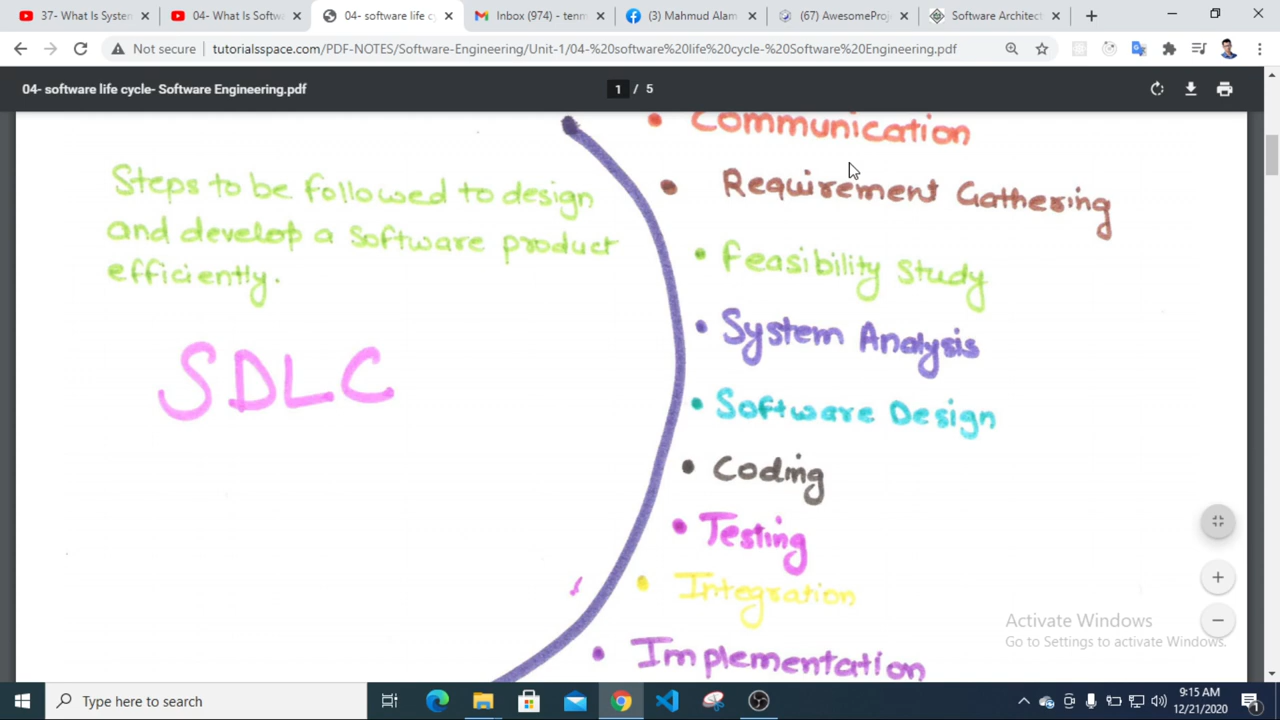 37- What Is System
04- What Is Softwa
04- software life cy
Inbox (974) - tenm
(3) Mahmud Alam
(67) AwesomeProj
Software Architect
Not secure
tutorialsspace.com/PDF-NOTES/Software-Engineering/Unit-1/04-%20software%20life%20cycle-%20Software%20Engineering.pdf
04- software life cycle- Software Engineering.pdf
1 / 5
Communication
Requirement Gathering
Steps to be followed to design
and develop a software product
efficiently.
Feasibility Study
System Analysis
SDLC
Software Design
Coding
Testing
Integration
Implementation
Activate Windows
Go to Settings to activate Windows.
Type here to search
9:15 AM
12/21/2020
1